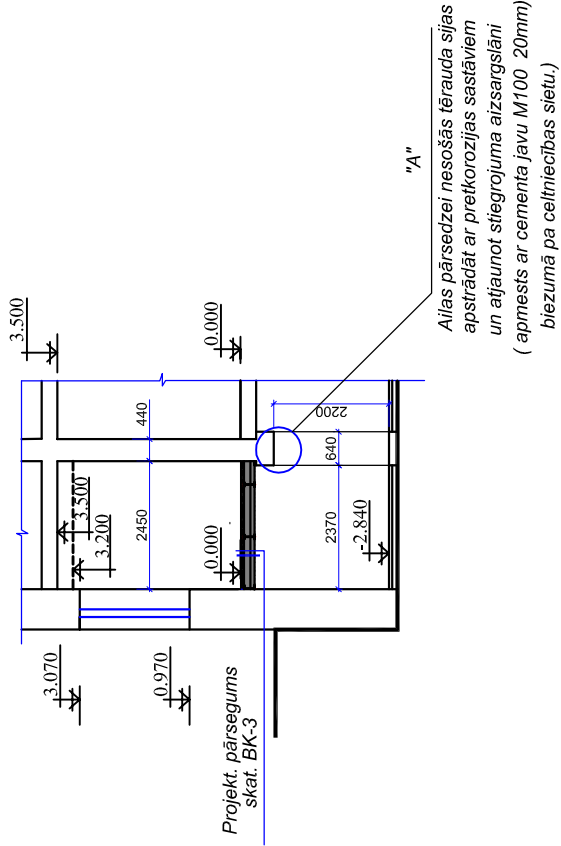 3.500
0.000
440
3.500
3.200
2450
0.000
640
2200
2370
-2.840
3.070
0.970
Projekt. pārsegums
skat. BK-3
"A"
Ailas pārsedzei nesošās tērauda sijas
apstrādāt ar pretkorozijas sastāviem
un atjaunot stiegrojuma aizsargslāni
( apmests ar cementa javu M100 20mm)
biezumā pa celtniecības sietu.)